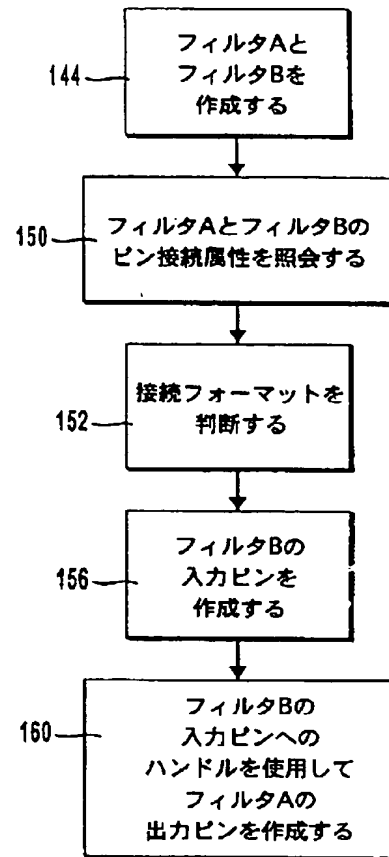 フィルタAと
フィルタBを
作成する
144
フィルタAとフィルタBの
ピン接続属性を照会する
150
接続フォーマットを
判断する
152
フィルタBの
入力ピンを
作成する
156
フィルタBの
入力ピンへの
ハンドルを使用して
フィルタAの
出力ピンを作成する
160